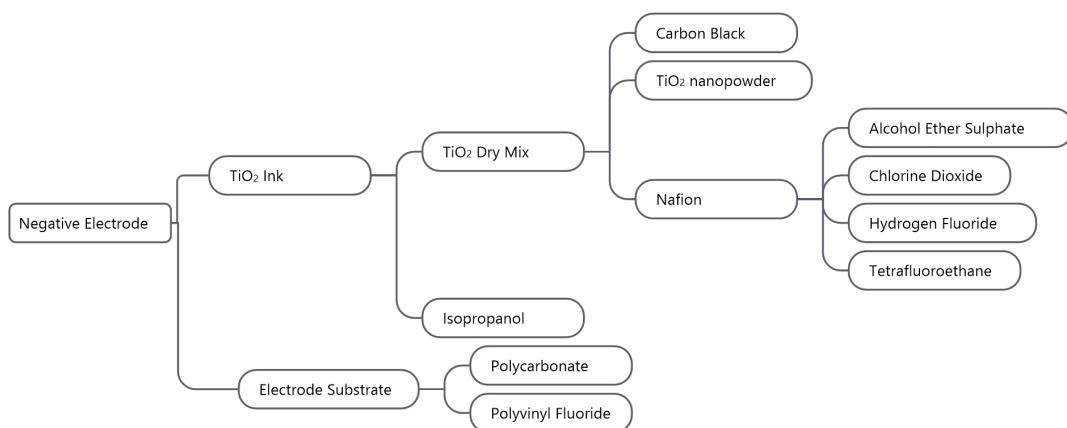 Carbon Black
TiO₂ nanopowder
Alcohol Ether Sulphate
TiO₂ Dry Mix
TiO₂ Ink
Chlorine Dioxide
Nafion
Negative Electrode
Hydrogen Fluoride
Tetrafluoroethane
Isopropanol
Polycarbonate
Electrode Substrate
Polyvinyl Fluoride